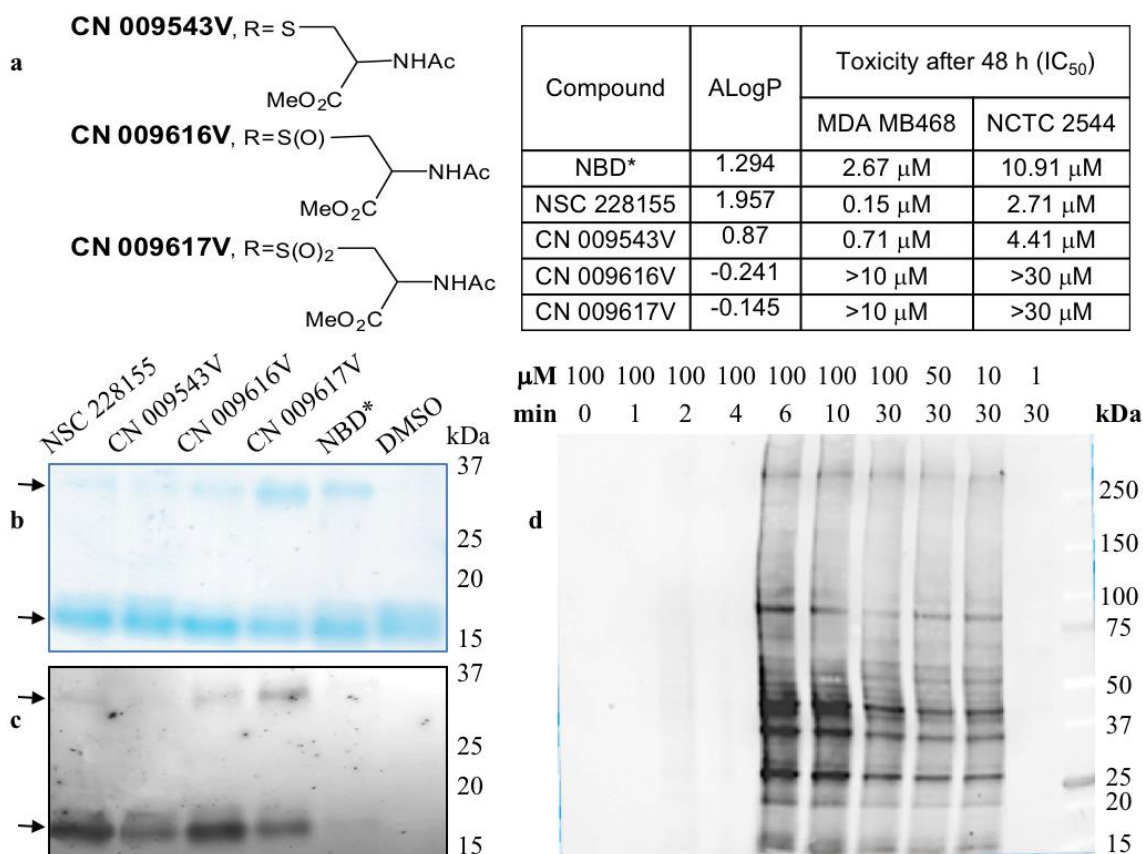 a
CN 009543V, R= S
NHAc
MeO₂C
CN 009616V, R=S(O)
NHAc
MeO₂C
CN 009617V, R=S(O)₂
NHAc
MeO₂C
Compound ALogP Toxicity after 48 h (IC₅₀)
MDA MB468 NCTC 2544
NBD* 1.294 2.67 μM 10.91 μM
NSC 228155 1.957 0.15 μM 2.71 μM
CN 009543V 0.87 0.71 μM 4.41 μM
CN 009616V -0.241 >10 μM >30 μM
CN 009617V -0.145 >10 μM >30 μM
NSC 228155 CN 009543V CN 009616V CN 009617V NBD* DMSO kDa
b
37
25
20
15
c
37
25
20
15
μM 100 100 100 100 100 100 100 50 10 1
min 0 1 2 4 6 10 30 30 30 30 kDa
d
250
150
100
75
50
37
25
20
15